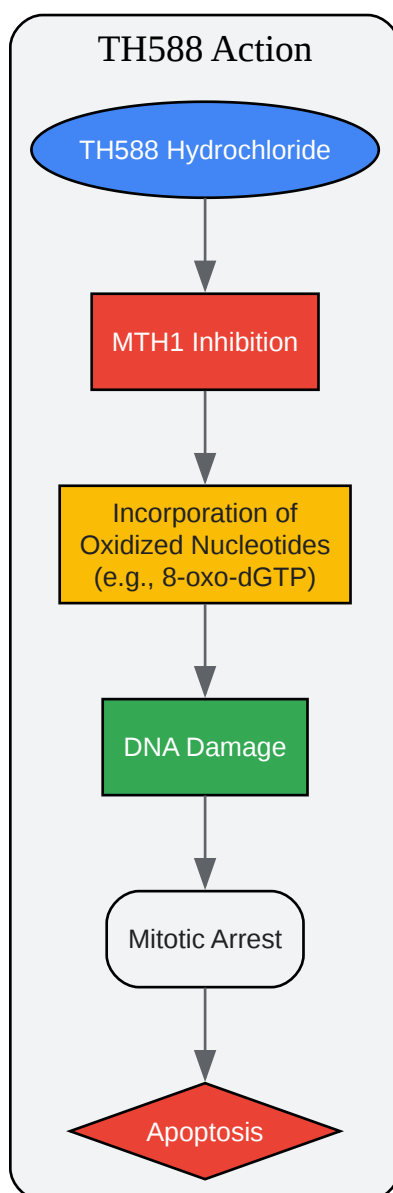 TH588 Action
TH588 Hydrochloride
MTH1 Inhibition
Incorporation of
Oxidized Nucleotides
(e.g., 8-oxo-dGTP)
DNA Damage
Mitotic Arrest
Apoptosis